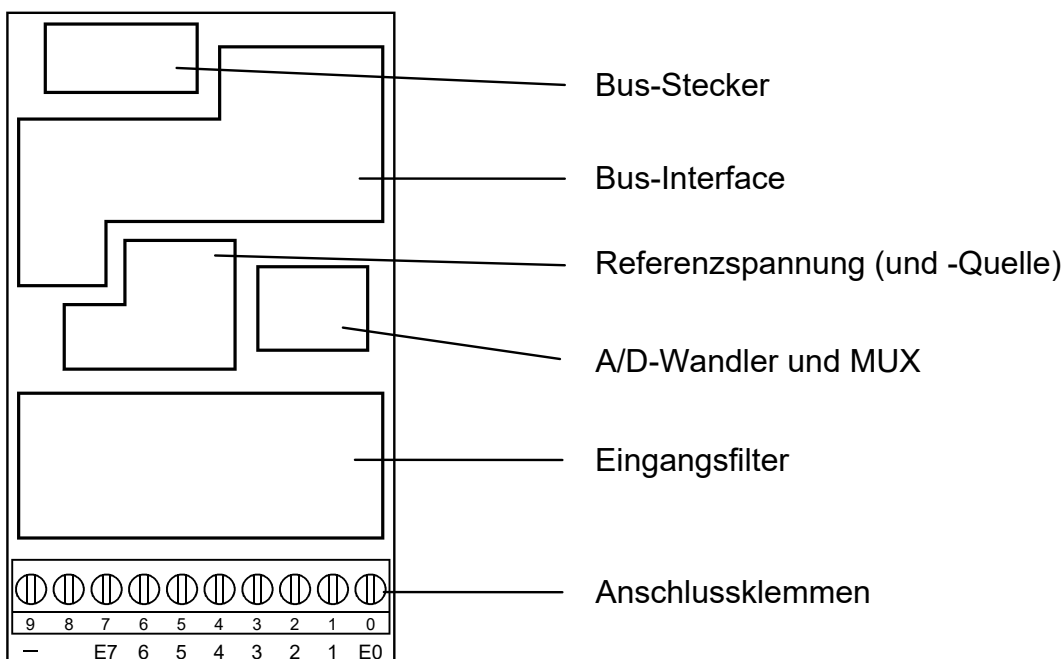 Bus-Stecker
Bus-Interface
Referenzspannung (und -Quelle)
A/D-Wandler und MUX
Eingangsfilter
Anschlussklemmen
9 8 7 6 5 4 3 2 1 0
– E7 6 5 4 3 2 1 E0